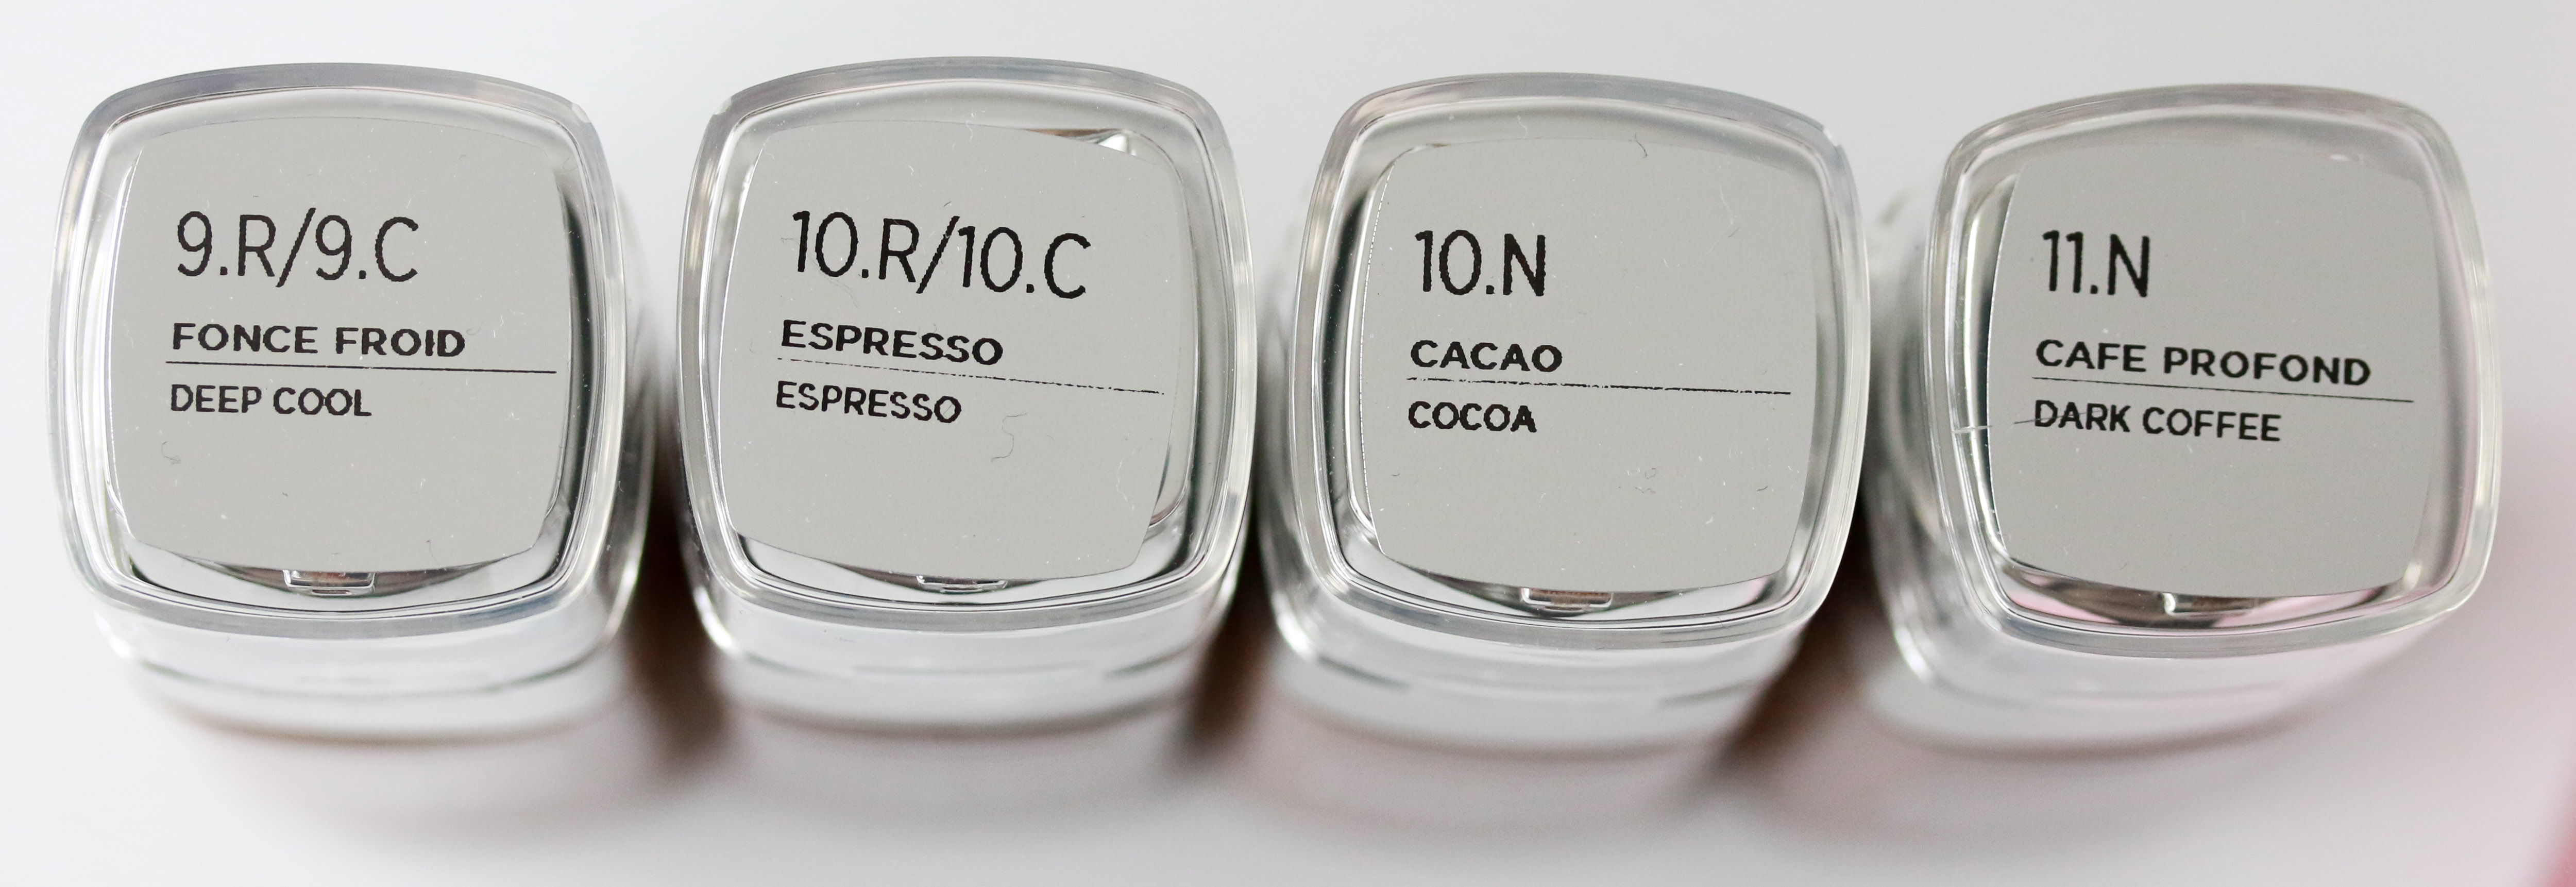 9.R/9.C
FONCE FROID
DEEP COOL
10.R/10.C
ESPRESSO
ESPRESSO
10.N
CACAO
COCOA
11.N
CAFE PROFOND
DARK COFFEE